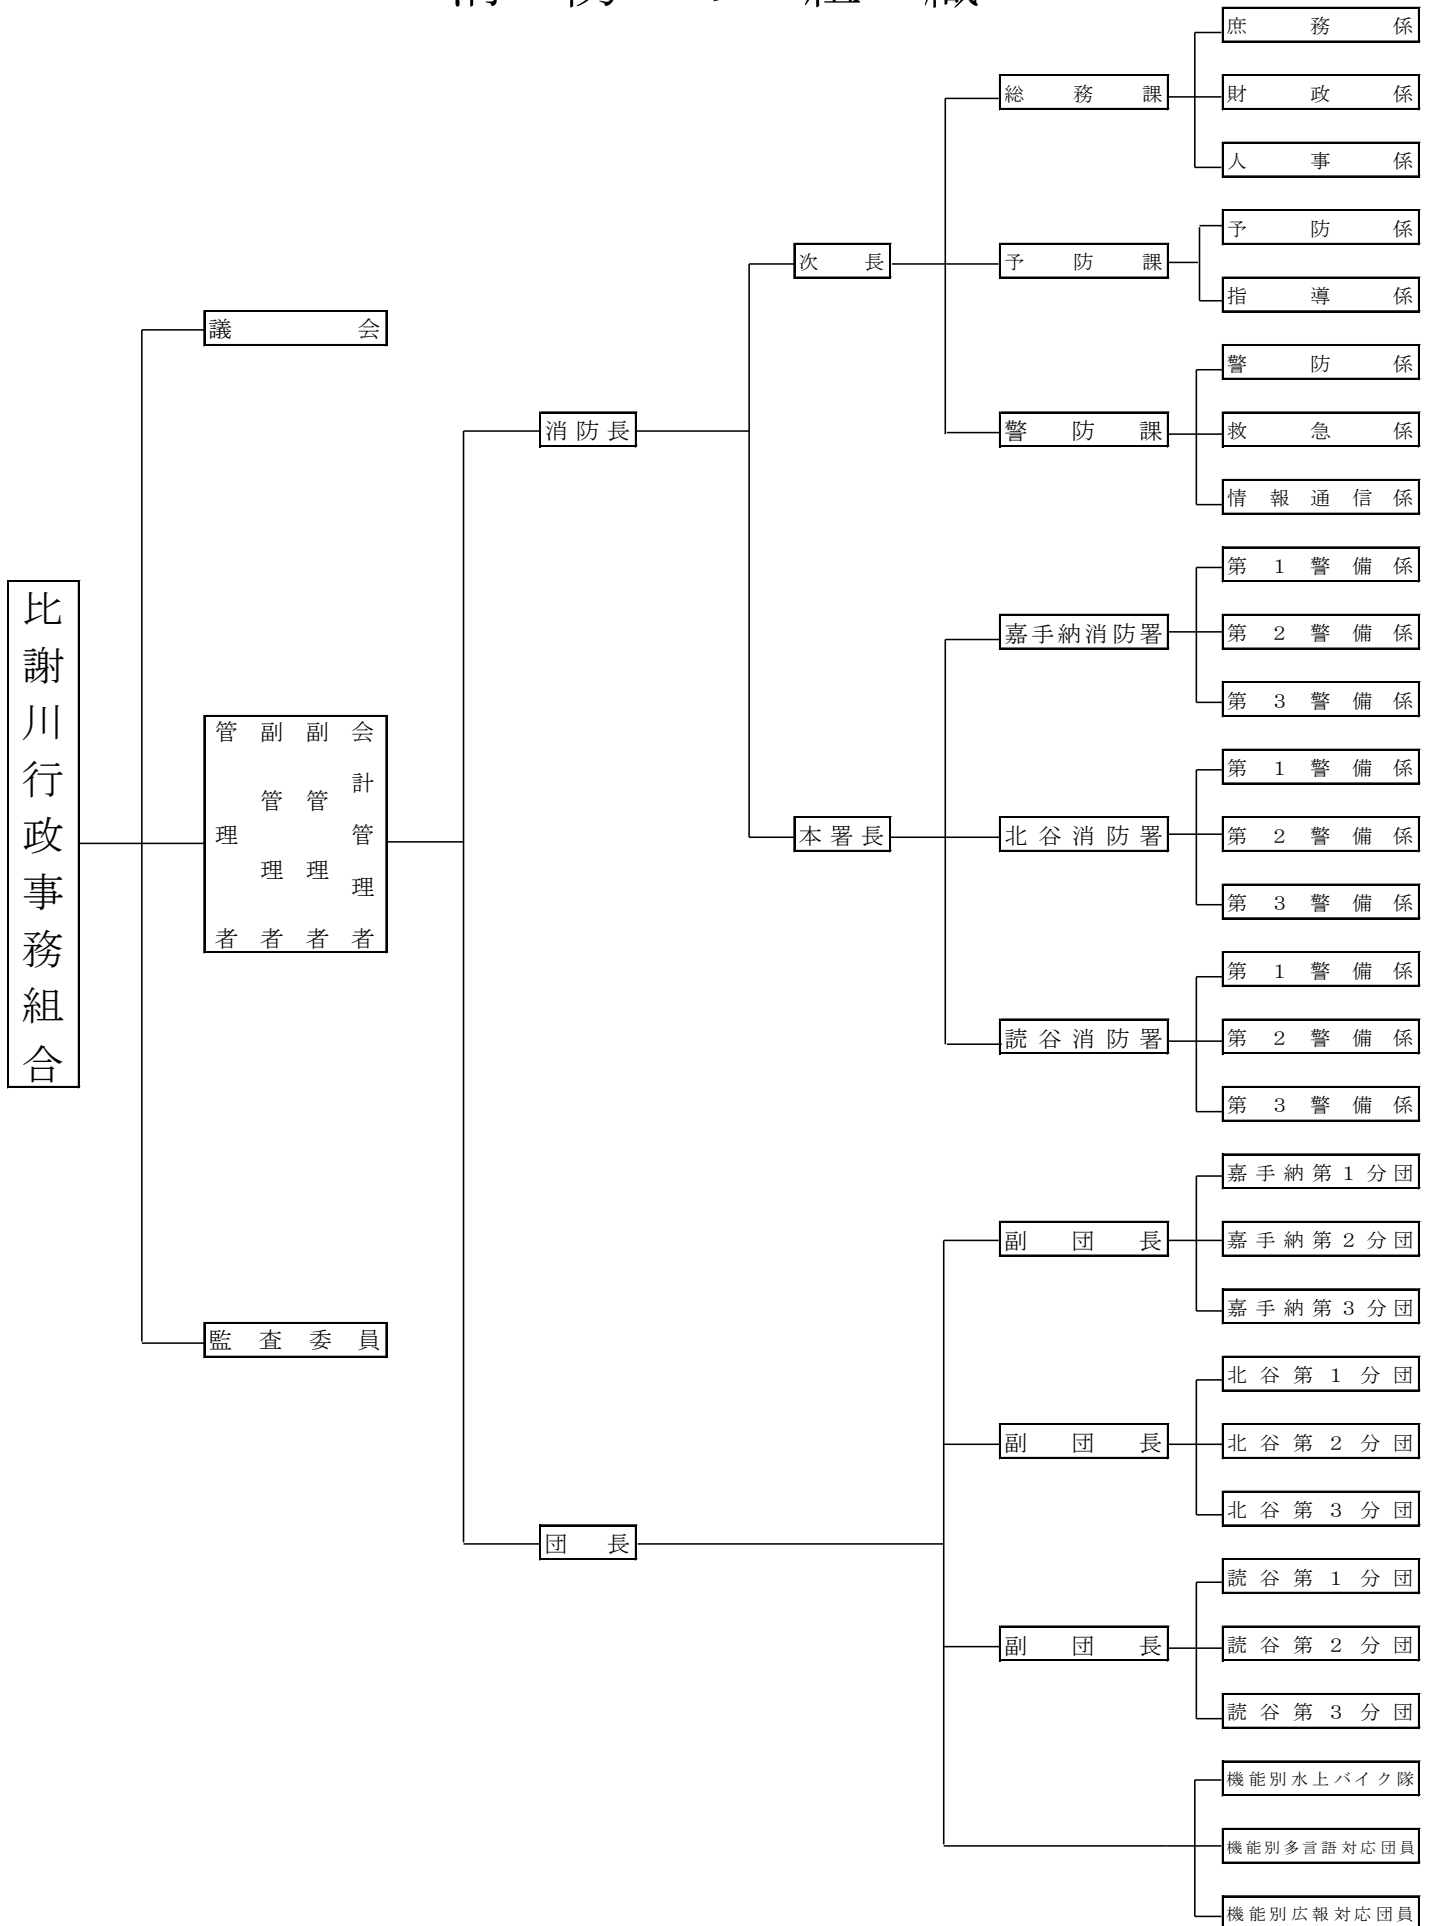 消防の組織
庶務係
総務課
財政係
人事係
予防係
次長
予防課
指導係
議会
警防係
消防長
警防課
救急係
情報通信係
第1警備係
嘉手納消防署
第2警備係
第3警備係
比謝川行政事務組合
管理者
副管理者
副管理者
会計管理者
第1警備係
本署長
北谷消防署
第2警備係
第3警備係
第1警備係
読谷消防署
第2警備係
第3警備係
嘉手納第1分団
副団長
嘉手納第2分団
嘉手納第3分団
監査委員
北谷第1分団
副団長
北谷第2分団
北谷第3分団
団長
読谷第1分団
副団長
読谷第2分団
読谷第3分団
機能別水上バイク隊
機能別多言語対応団員
機能別広報対応団員